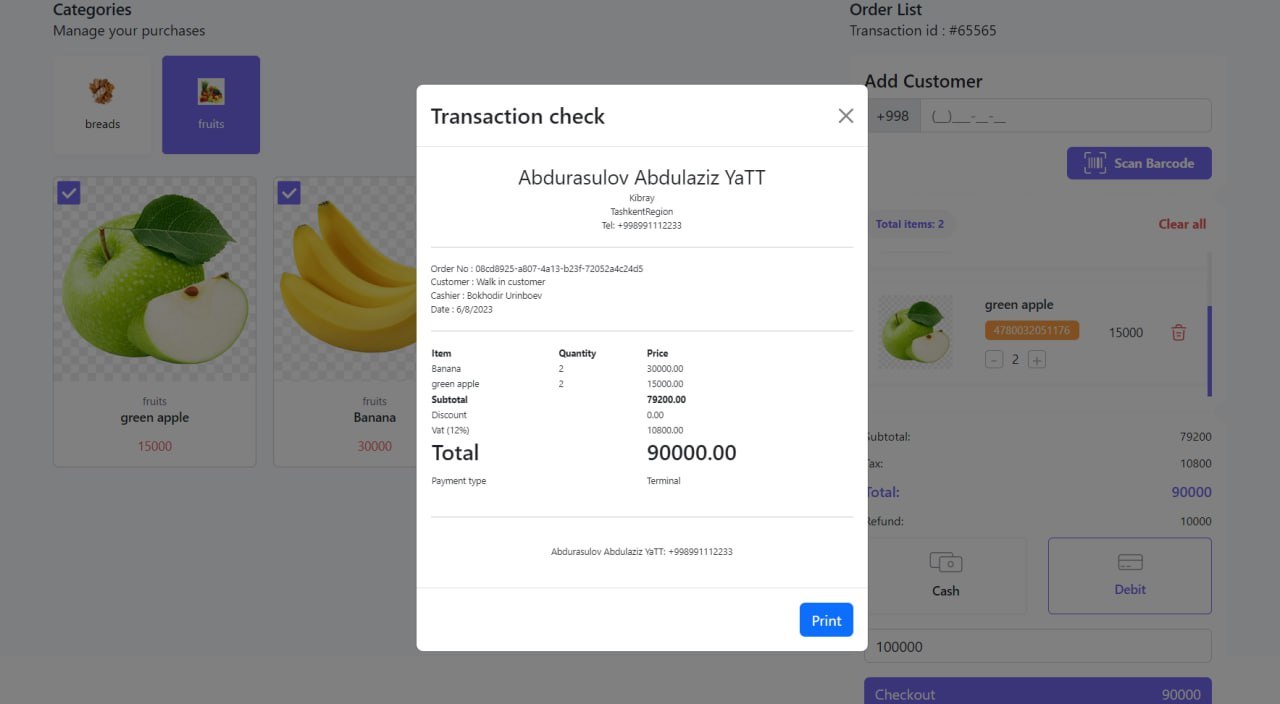 Categories
Manage your purchases
breads
fruits
fruits
green apple
15000
fruits
Banana
30000
Transaction check
Abdurasulov Abdulaziz YaTT
Kibray
TashkentRegion
Tel: +998991112233
Order No : 08cd8925-a807-4a13-b23f-72052a4c24d5
Customer : Walk in customer
Cashier : Bokhodir Urinboev
Date : 6/8/2023
Item Quantity Price
Banana 2 30000.00
green apple 2 15000.00
Subtotal 79200.00
Discount 0.00
Vat (12%) 10800.00
Total 90000.00
Payment type Terminal
Abdurasulov Abdulaziz YaTT: +998991112233
Print
Order List
Transaction id : #65565
Add Customer
+998 (__)___-__-__
Scan Barcode
Total items: 2 Clear all
green apple
4780032051176 15000
- 2 +
Subtotal: 79200
Tax: 10800
Total: 90000
Refund: 10000
Cash
Debit
100000
Checkout 90000